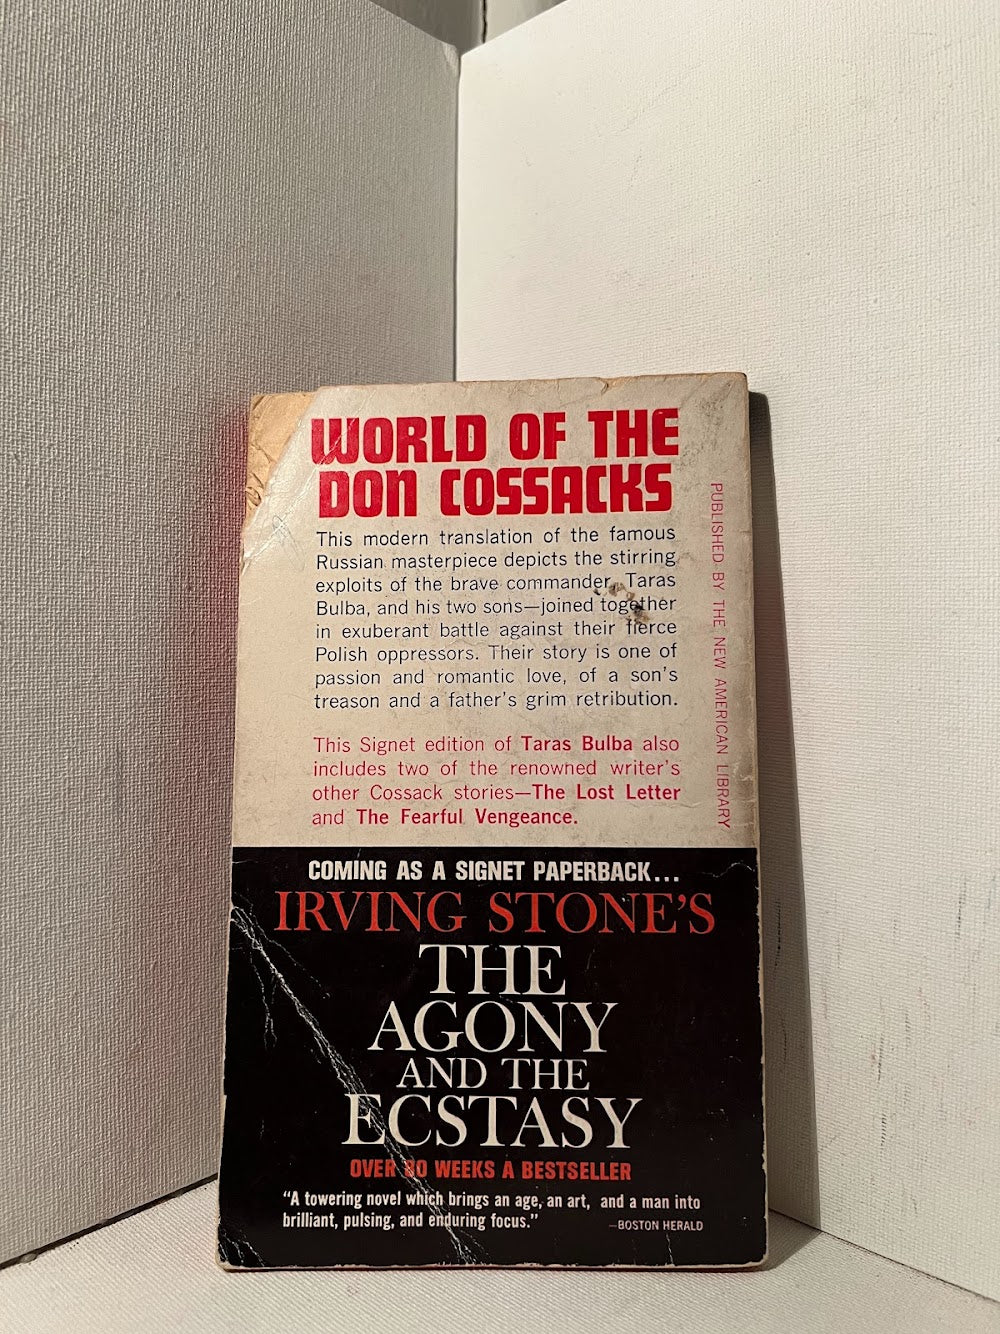 WORLD OF THE
DON COSSACKS
This modern translation of the famous
Russian masterpiece depicts the stirring
exploits of the brave commander, Taras
Bulba, and his two sons—joined together
in exuberant battle against their fierce
Polish oppressors. Their story is one of
passion and romantic love, of a son's
treason and a father's grim retribution.
This Signet edition of Taras Bulba also
includes two of the renowned writer's
other Cossack stories—The Lost Letter
and The Fearful Vengeance.
PUBLISHED BY THE NEW AMERICAN LIBRARY
COMING AS A SIGNET PAPERBACK...
IRVING STONE'S
THE
AGONY
AND THE
ECSTASY
OVER 80 WEEKS A BESTSELLER
"A towering novel which brings an age, an art, and a man into
brilliant, pulsing, and enduring focus."
—BOSTON HERALD